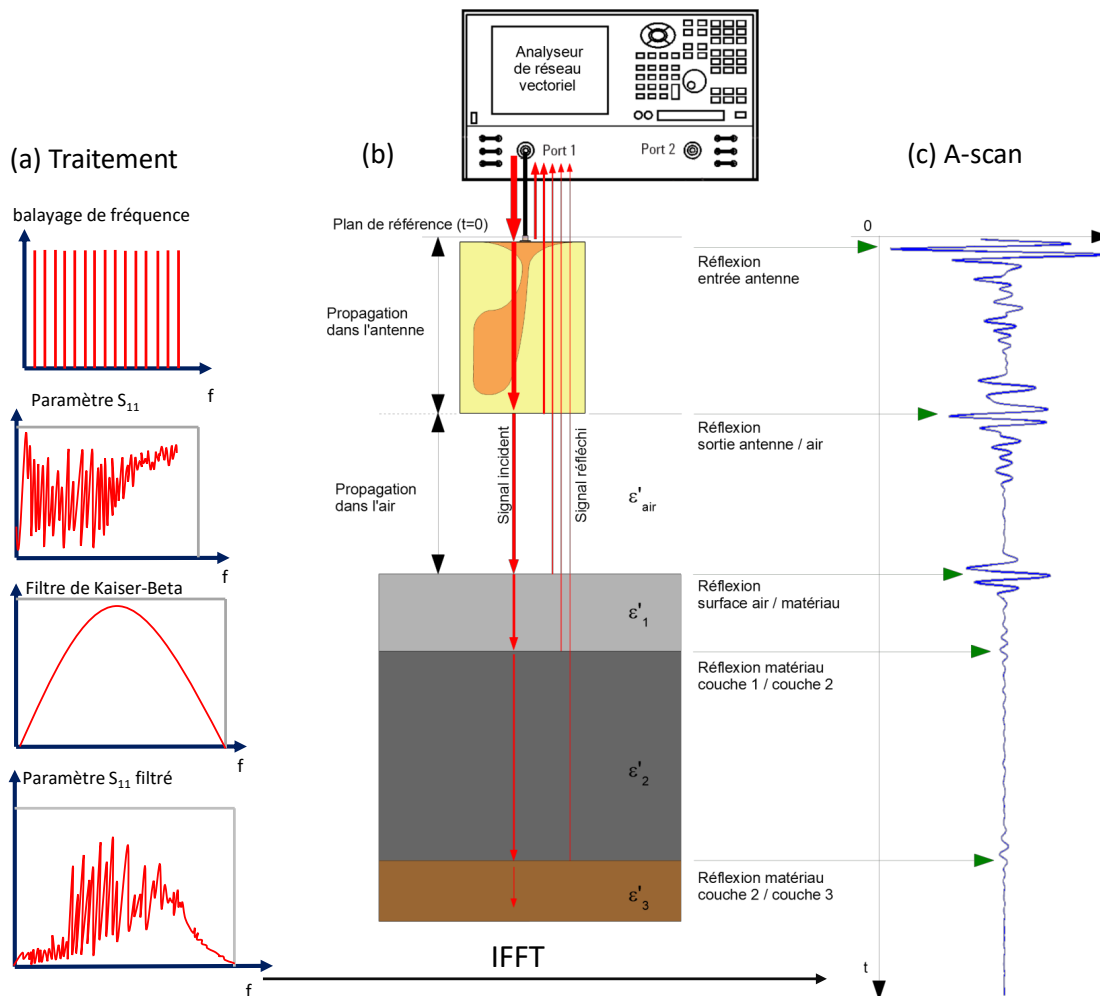 Analyseur
de réseau
vectoriel
Port 1
Port 2
(a) Traitement
(b)
(c) A-scan
balayage de fréquence
f
Paramètre S11
f
Filtre de Kaiser-Beta
f
Paramètre S11 filtré
f
Plan de référence (t=0)
Propagation
dans l'antenne
Propagation
dans l'air
Signal incident
Signal réflêchi
ε'air
ε'1
ε'2
ε'3
IFFT
0
Réflexion
entrée antenne
Réflexion
sortie antenne / air
Réflexion
surface air / matériau
Réflexion matériau
couche 1 / couche 2
Réflexion matériau
couche 2 / couche 3
t